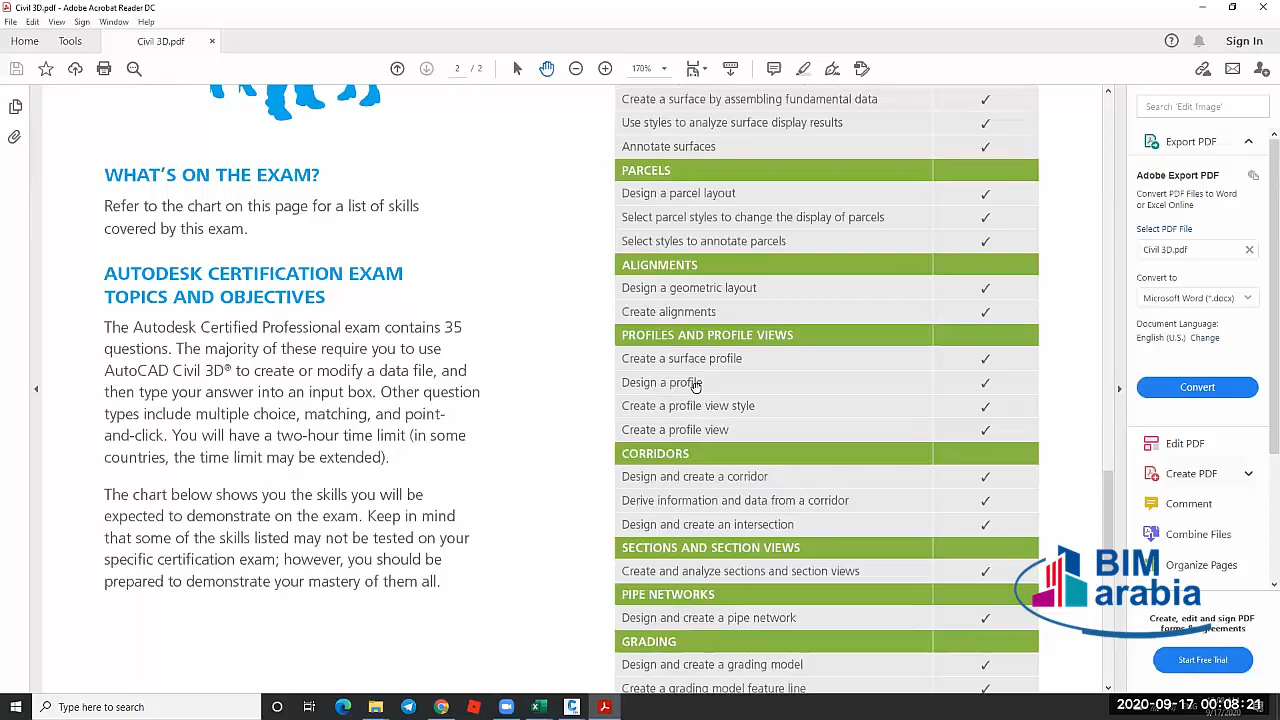 Civil 3D.pdf - Adobe Acrobat Reader DC
File Edit View Sign Window Help
Home Tools Civil 3D.pdf × Sign In
2 / 2 170%
WHAT'S ON THE EXAM?
Refer to the chart on this page for a list of skills
covered by this exam.
AUTODESK CERTIFICATION EXAM
TOPICS AND OBJECTIVES
The Autodesk Certified Professional exam contains 35
questions. The majority of these require you to use
AutoCAD Civil 3D® to create or modify a data file, and
then type your answer into an input box. Other question
types include multiple choice, matching, and point-
and-click. You will have a two-hour time limit (in some
countries, the time limit may be extended).
The chart below shows you the skills you will be
expected to demonstrate on the exam. Keep in mind
that some of the skills listed may not be tested on your
specific certification exam; however, you should be
prepared to demonstrate your mastery of them all.
Create a surface by assembling fundamental data ✓
Use styles to analyze surface display results ✓
Annotate surfaces ✓
PARCELS
Design a parcel layout ✓
Select parcel styles to change the display of parcels ✓
Select styles to annotate parcels ✓
ALIGNMENTS
Design a geometric layout ✓
Create alignments ✓
PROFILES AND PROFILE VIEWS
Create a surface profile ✓
Design a profile ✓
Create a profile view style ✓
Create a profile view ✓
CORRIDORS
Design and create a corridor ✓
Derive information and data from a corridor ✓
Design and create an intersection ✓
SECTIONS AND SECTION VIEWS
Create and analyze sections and section views ✓
PIPE NETWORKS
Design and create a pipe network ✓
GRADING
Design and create a grading model ✓
Create a grading model feature line ✓
Search 'Edit Image'
Export PDF
Adobe Export PDF
Convert PDF Files to Word
or Excel Online
Select PDF File
Civil 3D.pdf
Convert to
Microsoft Word (*.docx)
Document Language:
English (U.S.) Change
Convert
Edit PDF
Create PDF
Comment
Combine Files
Organize Pages
BIM
arabia
Create, edit and sign PDF
forms & agreements
Start Free Trial
Type here to search
2020-09-17 00:08:21